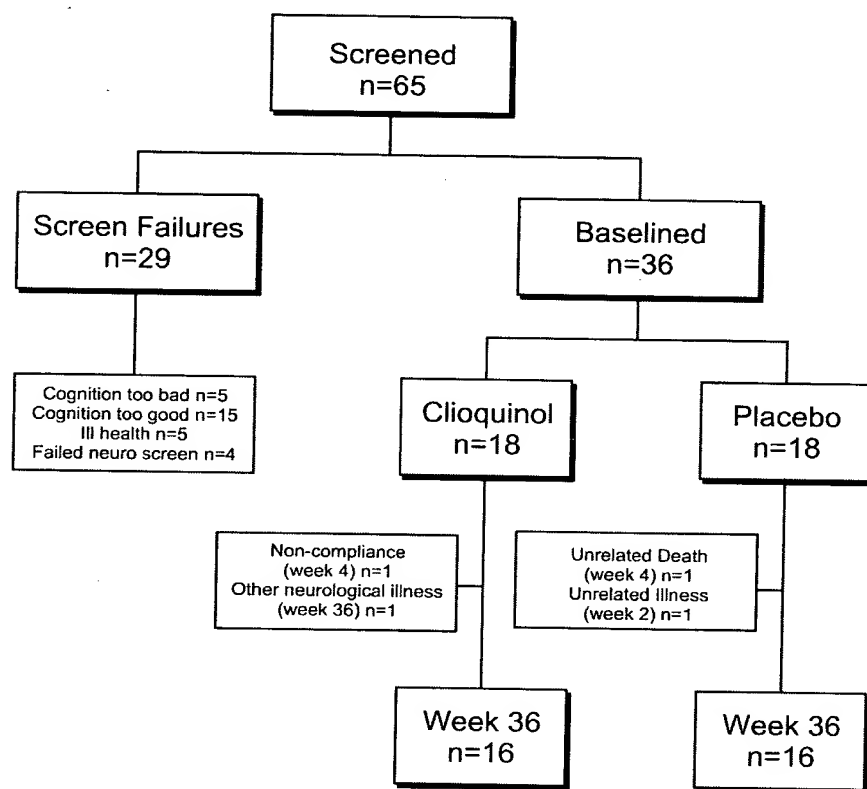 Screened
n=65
Screen Failures
n=29
Baselined
n=36
Cognition too bad n=5
Cognition too good n=15
Ill health n=5
Failed neuro screen n=4
Clioquinol
n=18
Placebo
n=18
Non-compliance
(week 4) n=1
Other neurological illness
(week 36) n=1
Unrelated Death
(week 4) n=1
Unrelated Illness
(week 2) n=1
Week 36
n=16
Week 36
n=16